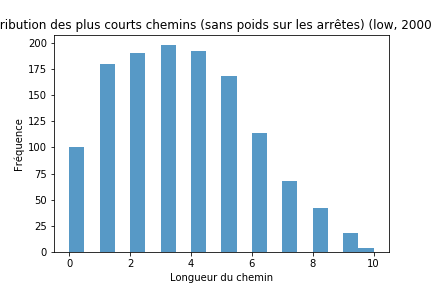 ribution des plus courts chemins (sans poids sur les arrêtes) (low, 2000
200
175
150
125
100
75
50
25
0
Fréquence
0 2 4 6 8 10
Longueur du chemin